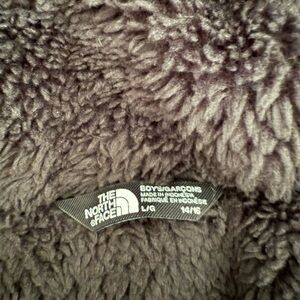 THE
NORTH
FACE
BOYS/GARÇONS
MADE IN INDONESIA
FABRIQUÉ EN INDONÉSIE
L/G 14/16